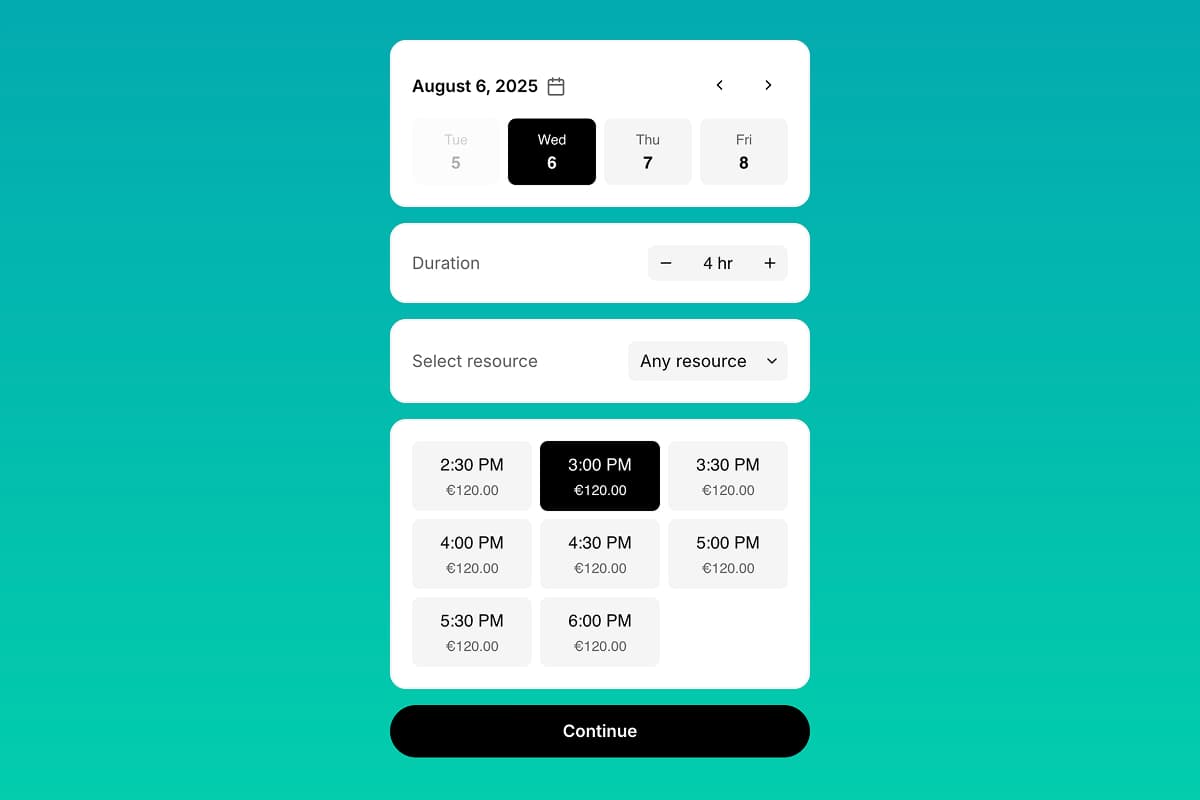 August 6, 2025
Tue Wed Thu Fri
5 6 7 8
Duration − 4 hr +
Select resource Any resource
2:30 PM 3:00 PM 3:30 PM
€120.00 €120.00 €120.00
4:00 PM 4:30 PM 5:00 PM
€120.00 €120.00 €120.00
5:30 PM 6:00 PM
€120.00 €120.00
Continue